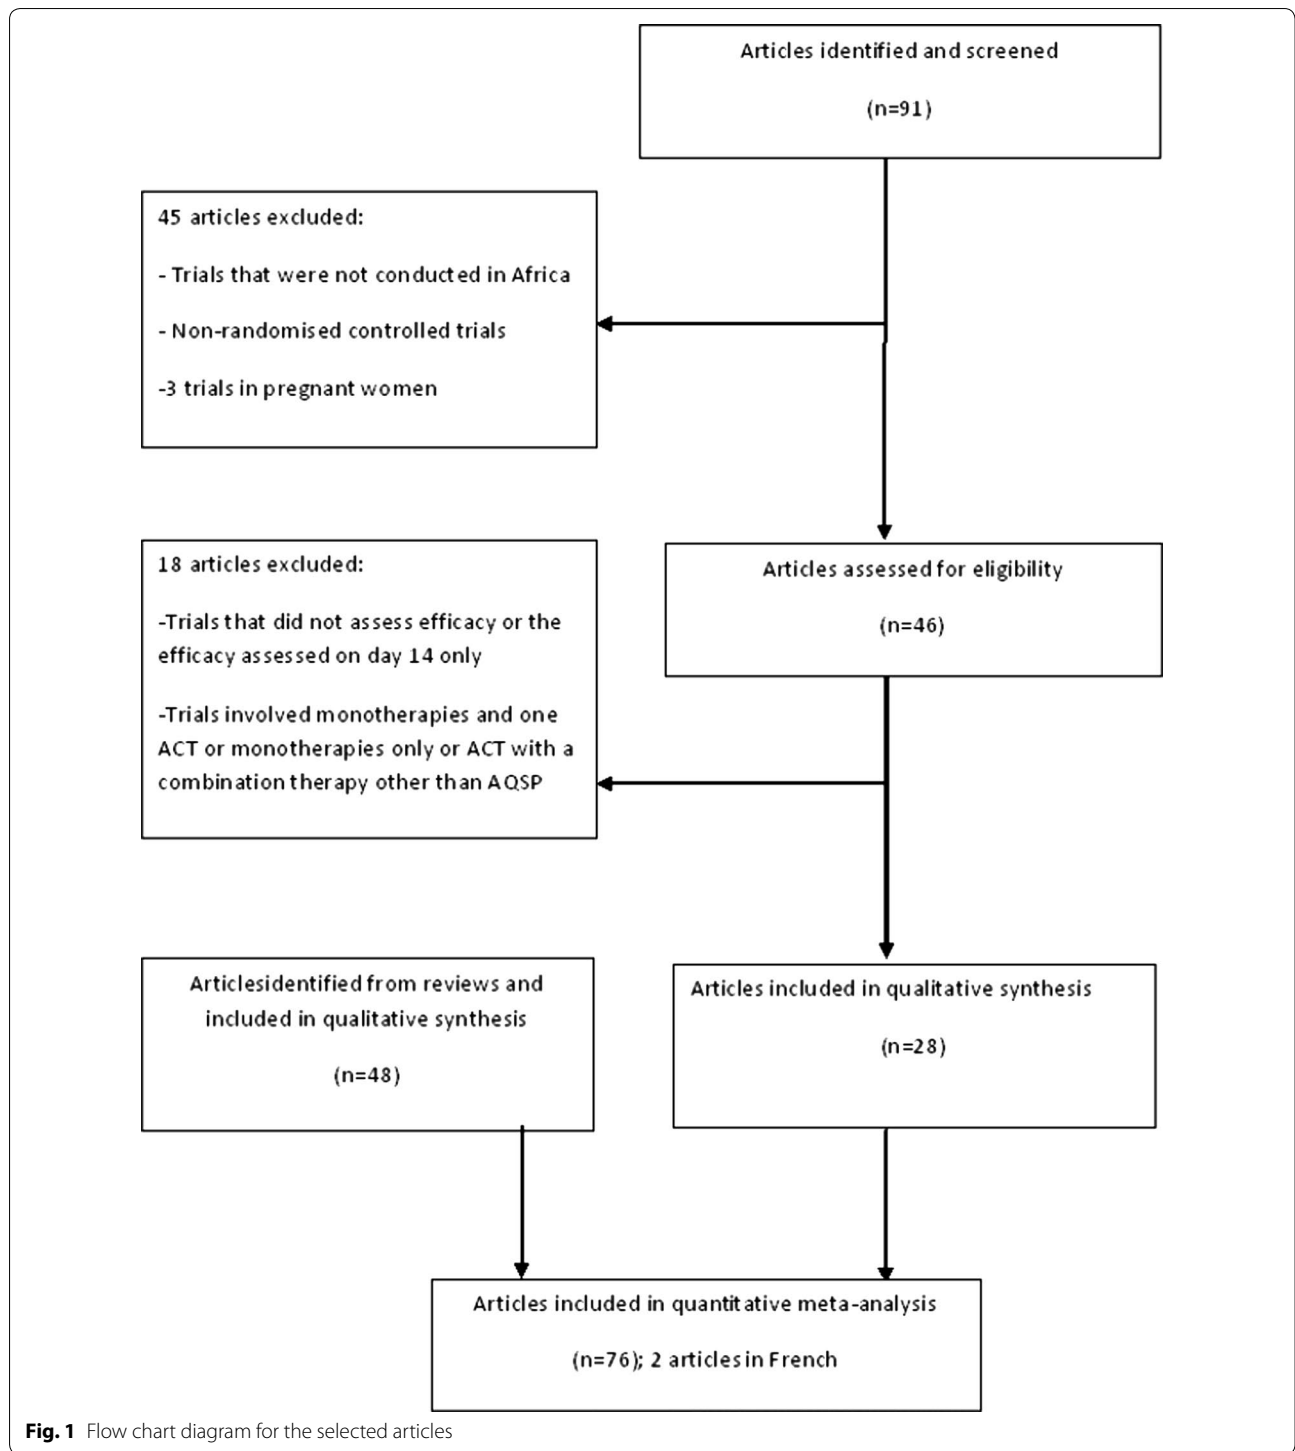 Articles identified and screened
(n=91)
45 articles excluded:
- Trials that were not conducted in Africa
- Non-randomised controlled trials
-3 trials in pregnant women
18 articles excluded:
-Trials that did not assess efficacy or the
efficacy assessed on day 14 only
-Trials involved monotherapies and one
ACT or monotherapies only or ACT with a
combination therapy other than AQSP
Articles assessed for eligibility
(n=46)
Articlesidentified from reviews and
included in qualitative synthesis
(n=48)
Articles included in qualitative synthesis
(n=28)
Articles included in quantitative meta-analysis
(n=76); 2 articles in French
Fig. 1 Flow chart diagram for the selected articles